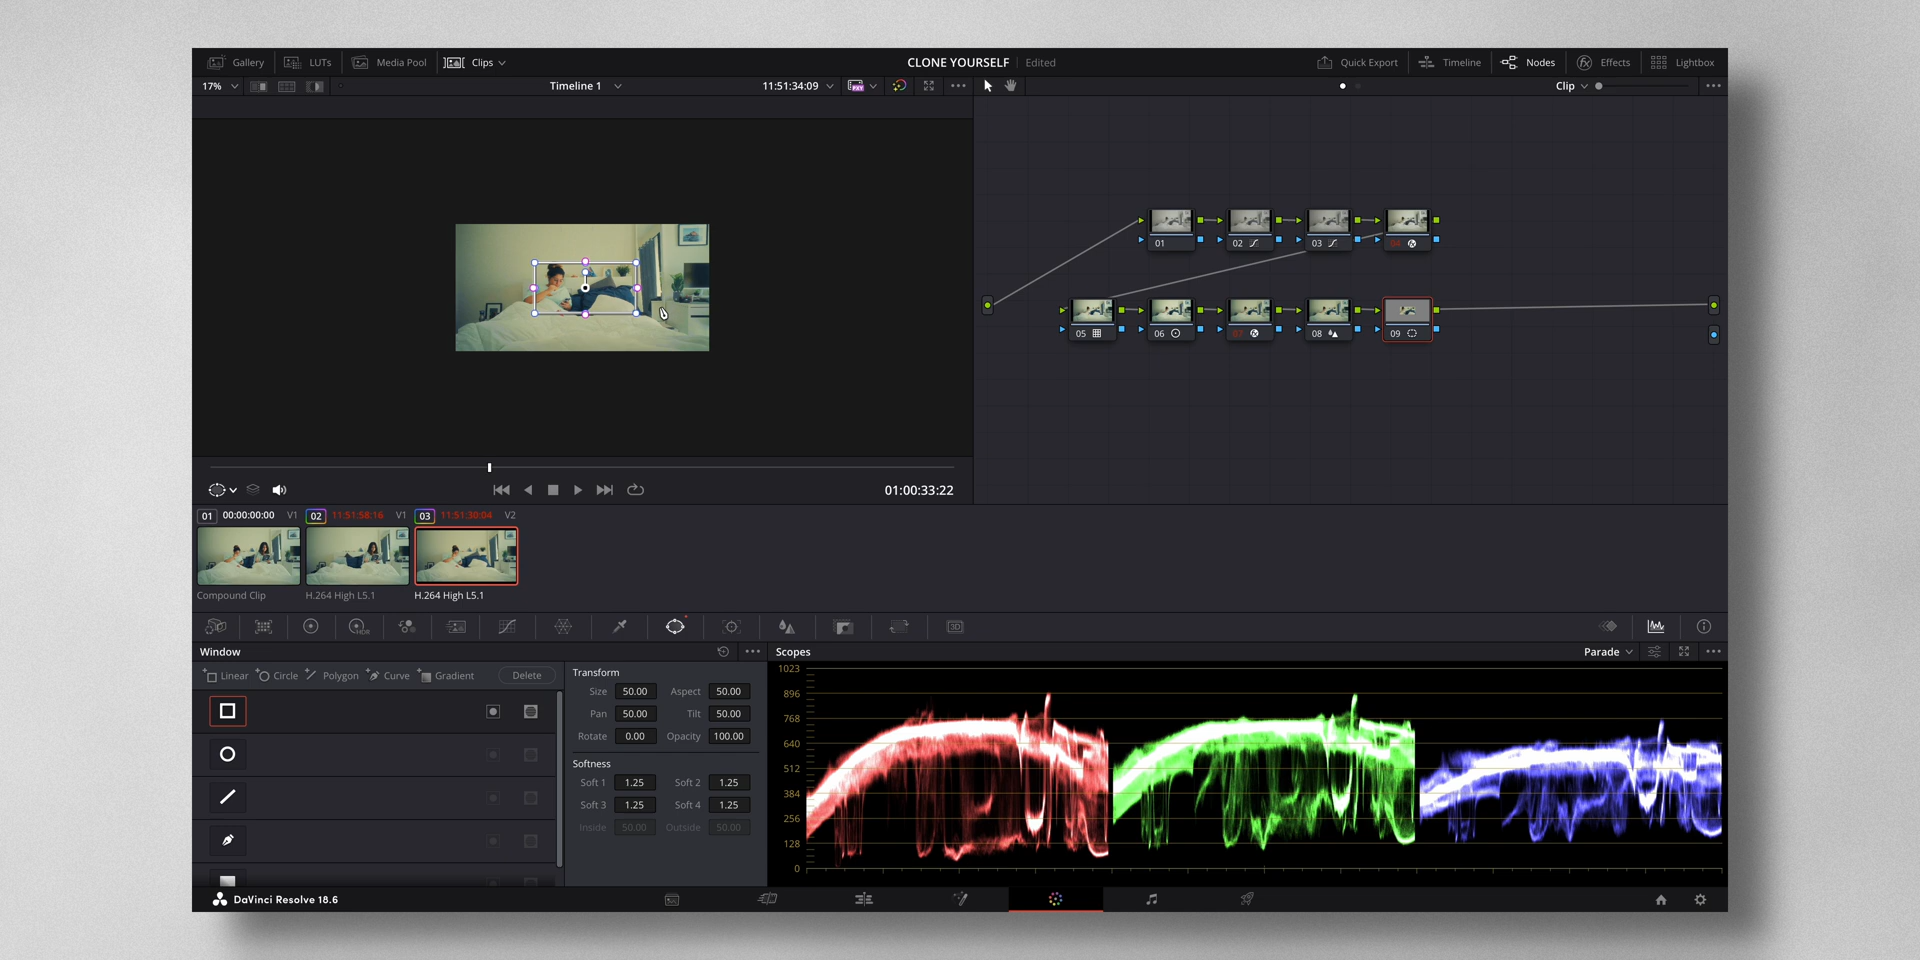 Gallery LUTs Media Pool Clips CLONE YOURSELF Edited Quick Export Timeline Nodes Effects Lightbox
17% Timeline 1 11:51:34:09 PXY Clip
01 02 03 04
05 06 07 08 09
01:00:33:22
01 00:00:00:00 V1 02 11:51:58:16 V1 03 11:51:30:04 V2
Compound Clip H.264 High L5.1 H.264 High L5.1
HDR 3D
Window
Linear Circle Polygon Curve Gradient Delete
Transform
Size 50.00 Aspect 50.00
Pan 50.00 Tilt 50.00
Rotate 0.00 Opacity 100.00
Softness
Soft 1 1.25 Soft 2 1.25
Soft 3 1.25 Soft 4 1.25
Inside 50.00 Outside 50.00
Scopes Parade
1023
896
768
640
512
384
256
128
0
DaVinci Resolve 18.6